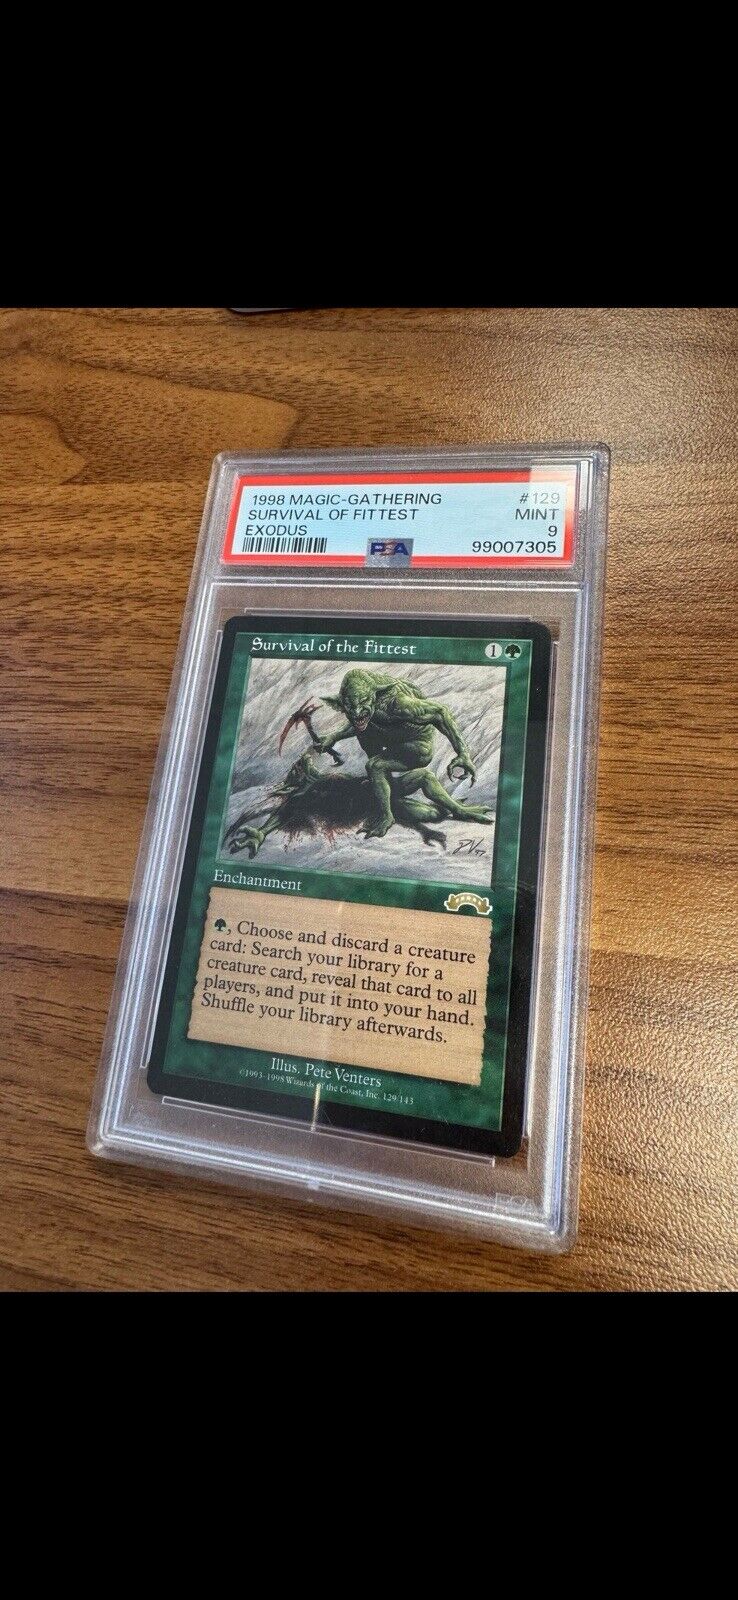 1998 MAGIC-GATHERING #129
SURVIVAL OF FITTEST MINT
EXODUS 9
PSA 99007305
Survival of the Fittest 1
PV 97
Enchantment
, Choose and discard a creature
card: Search your library for a
creature card, reveal that card to all
players, and put it into your hand.
Shuffle your library afterwards.
Illus. Pete Venters
©1993-1998 Wizards of the Coast, Inc. 129/143
PSA